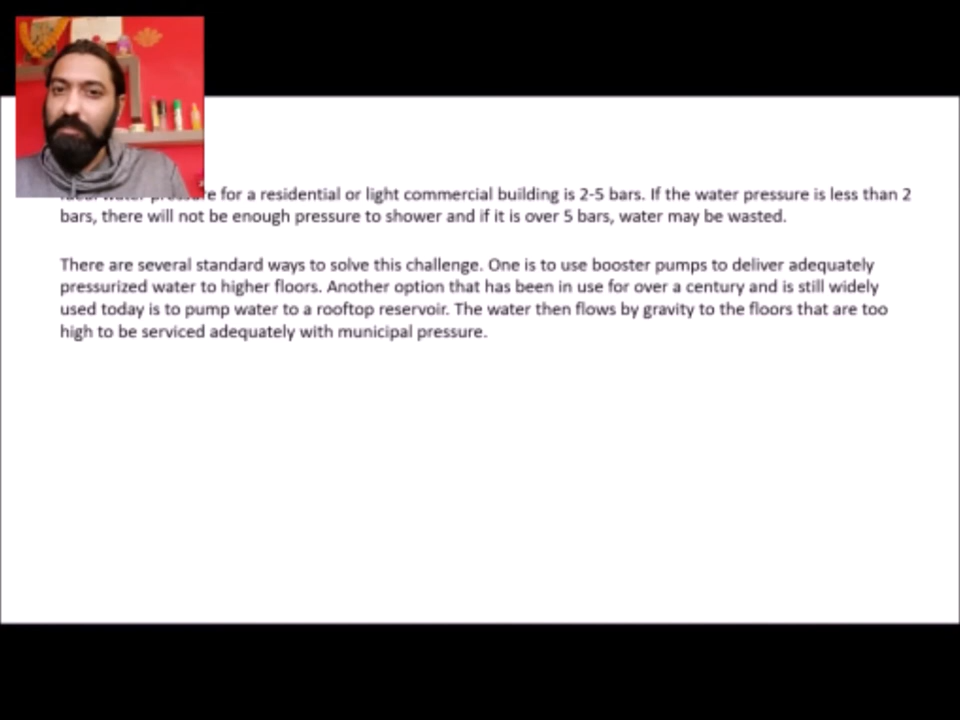 for a residential or light commercial building is 2-5 bars. If the water pressure is less than 2
bars, there will not be enough pressure to shower and if it is over 5 bars, water may be wasted.
There are several standard ways to solve this challenge. One is to use booster pumps to deliver adequately
pressurized water to higher floors. Another option that has been in use for over a century and is still widely
used today is to pump water to a rooftop reservoir. The water then flows by gravity to the floors that are too
high to be serviced adequately with municipal pressure.